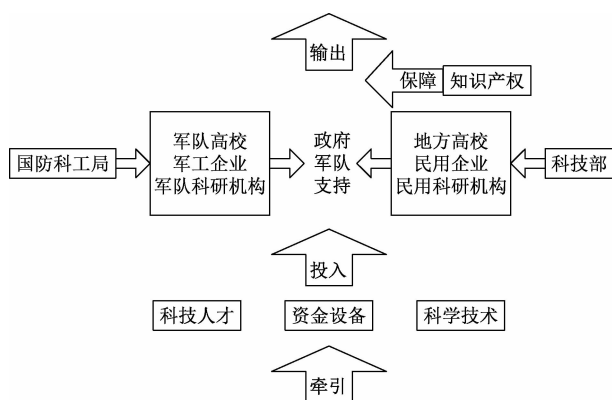 输出
保障
知识产权
国防科工局
军队高校
军工企业
军队科研机构
政府
军队
支持
地方高校
民用企业
民用科研机构
科技部
投入
科技人才
资金设备
科学技术
牵引